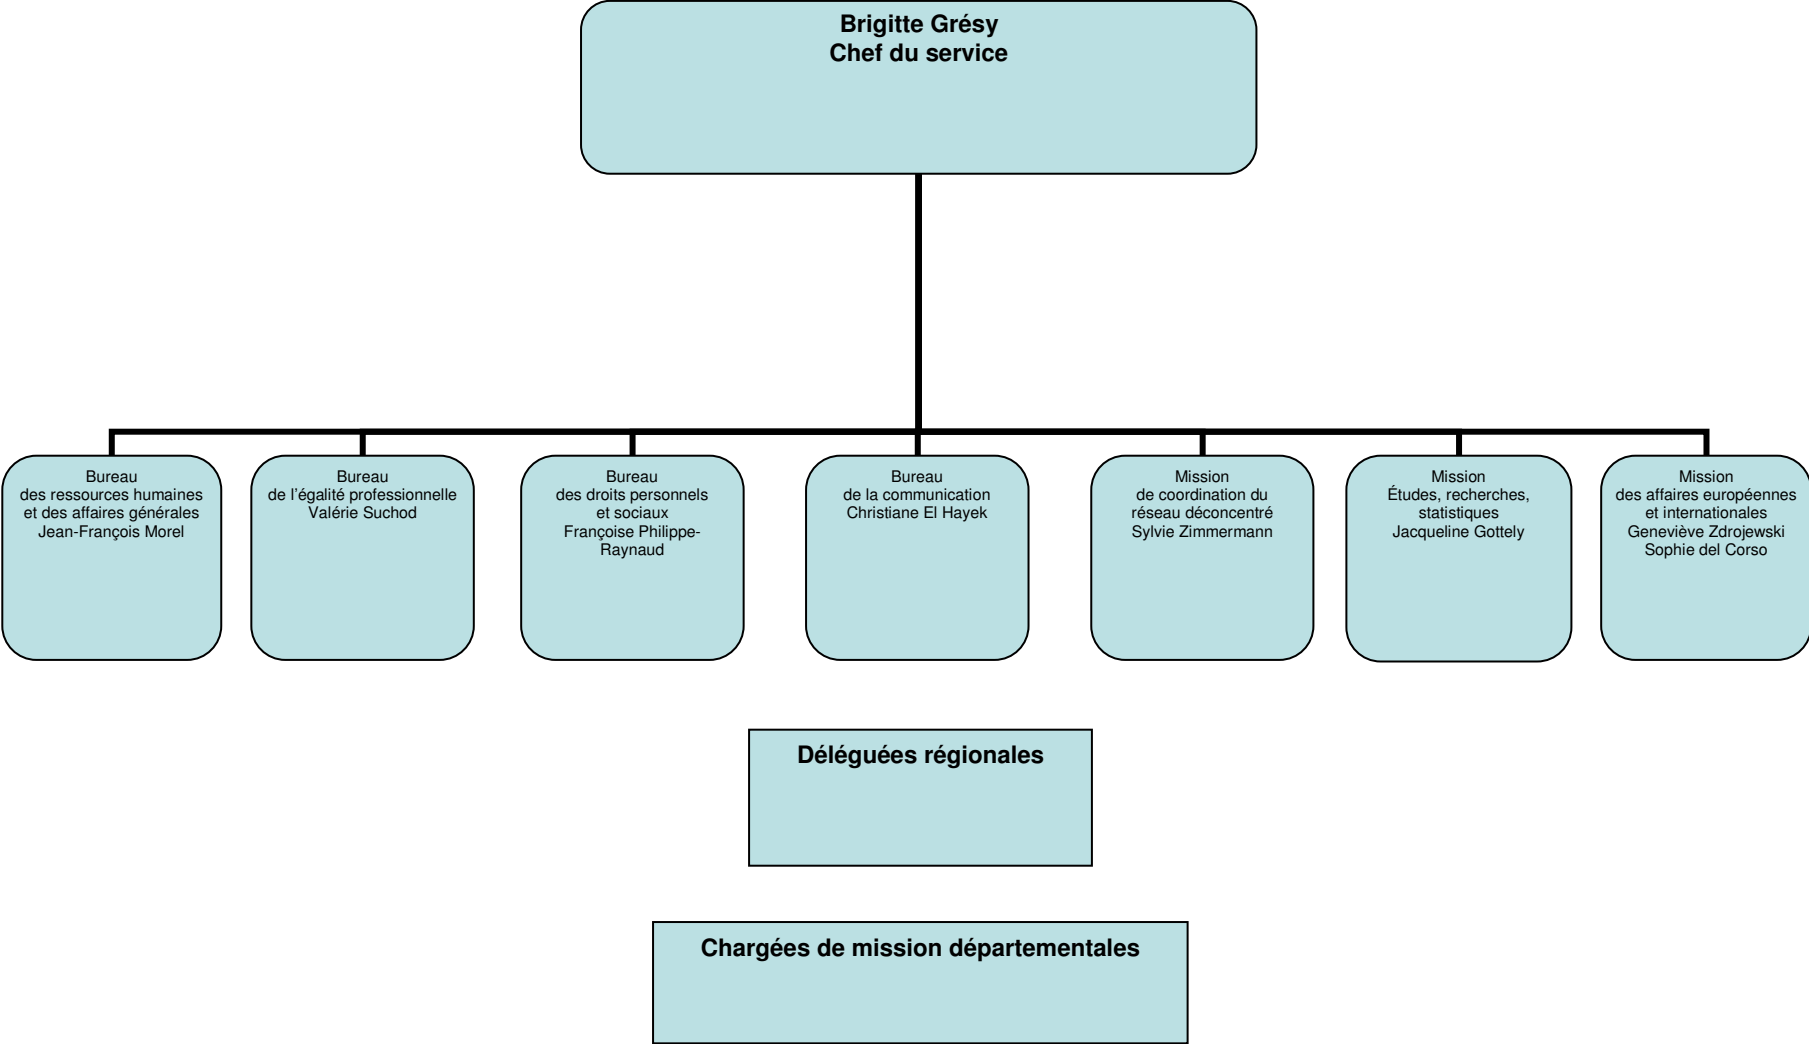 Brigitte Grésy
Chef du service
Bureau
des ressources humaines
et des affaires générales
Jean-François Morel
Bureau
de l'égalité professionnelle
Valérie Suchod
Bureau
des droits personnels
et sociaux
Françoise Philippe-
Raynaud
Bureau
de la communication
Christiane El Hayek
Mission
de coordination du
réseau déconcentré
Sylvie Zimmermann
Mission
Études, recherches,
statistiques
Jacqueline Gottely
Mission
des affaires européennes
et internationales
Geneviève Zdrojewski
Sophie del Corso
Déléguées régionales
Chargées de mission départementales